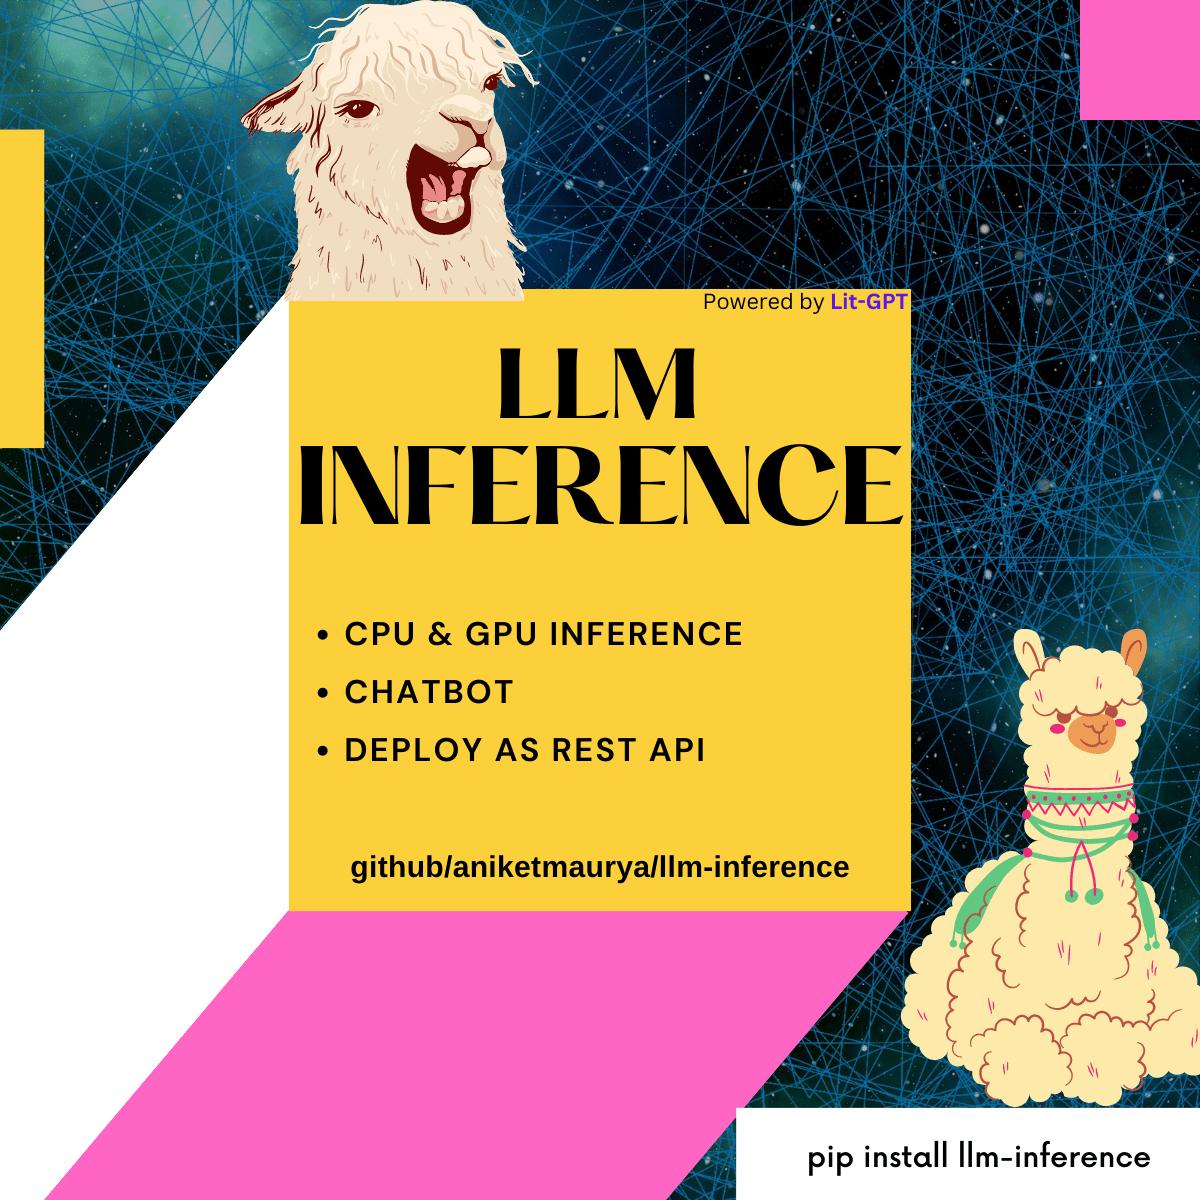 Powered by Lit-GPT
LLM
INFERENCE
• CPU & GPU INFERENCE
• CHATBOT
• DEPLOY AS REST API
github/aniketmaurya/llm-inference
pip install llm-inference